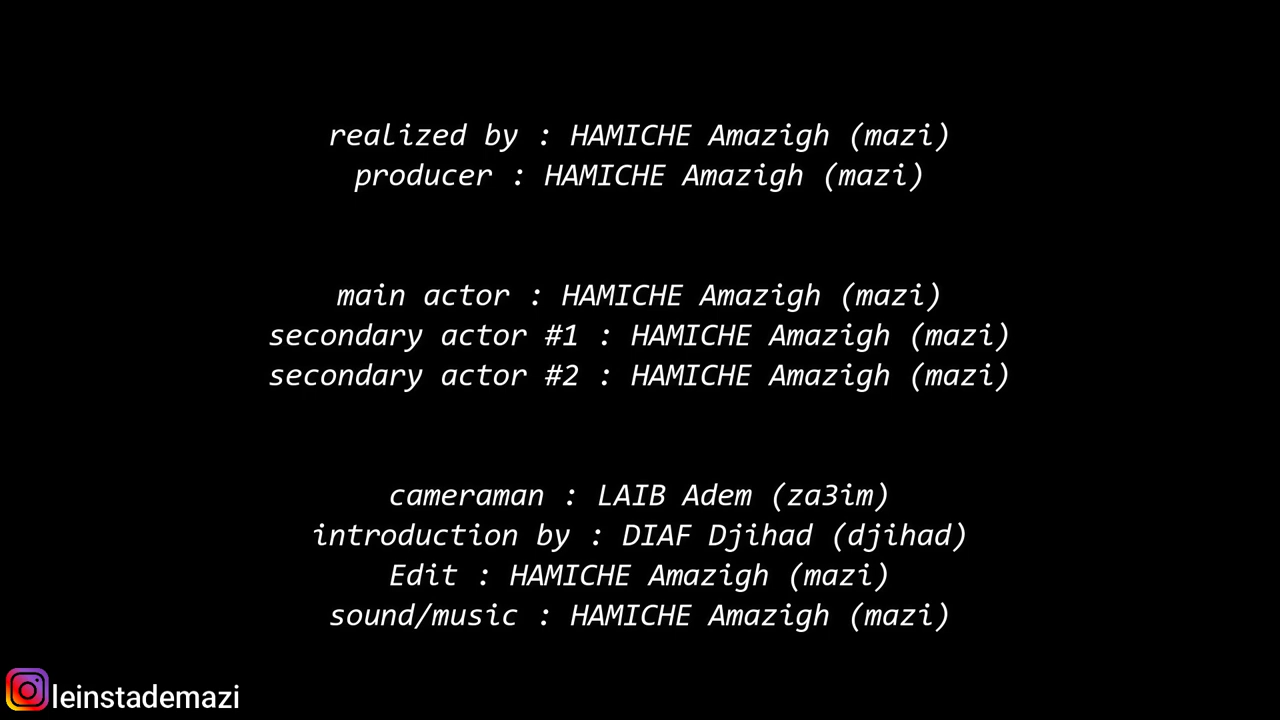 realized by : HAMICHE Amazigh (mazi)
producer : HAMICHE Amazigh (mazi)
main actor : HAMICHE Amazigh (mazi)
secondary actor #1 : HAMICHE Amazigh (mazi)
secondary actor #2 : HAMICHE Amazigh (mazi)
cameraman : LAIB Adem (za3im)
introduction by : DIAF Djihad (djihad)
Edit : HAMICHE Amazigh (mazi)
sound/music : HAMICHE Amazigh (mazi)
leinstademazi